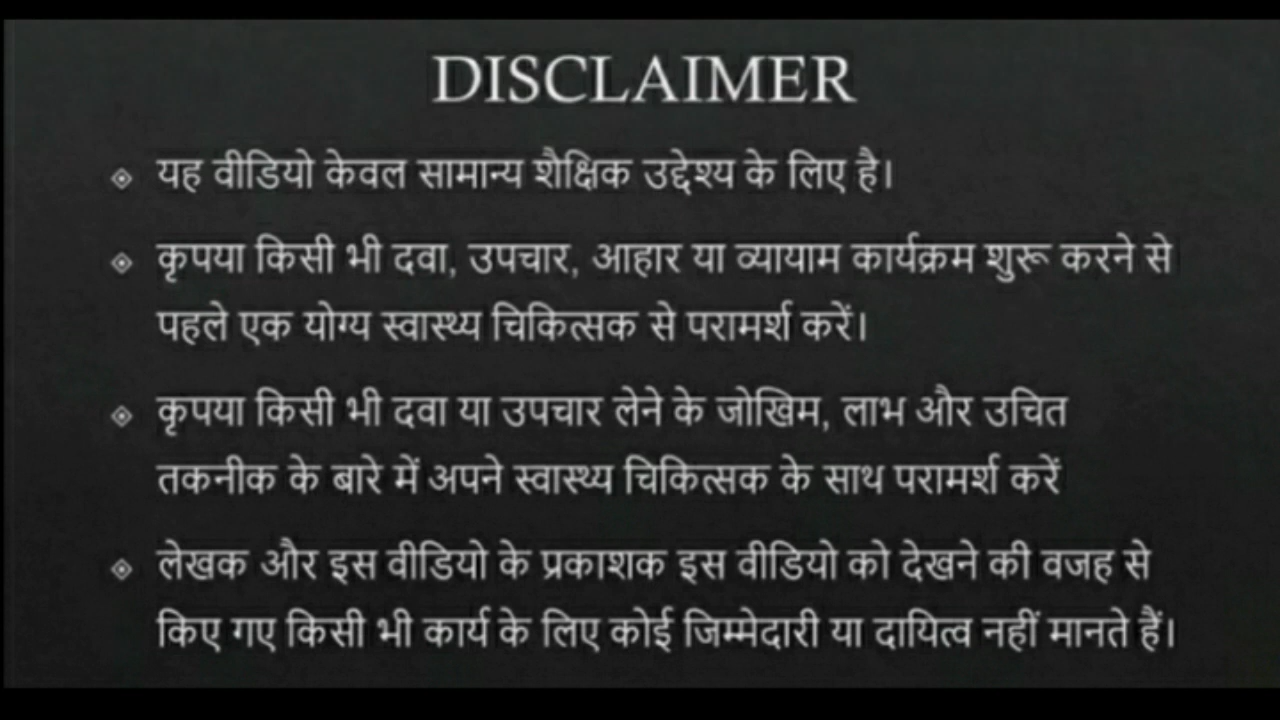 DISCLAIMER
यह वीडियो केवल सामान्य शैक्षिक उद्देश्य के लिए है।
कृपया किसी भी दवा, उपचार, आहार या व्यायाम कार्यक्रम शुरू करने से
पहले एक योग्य स्वास्थ्य चिकित्सक से परामर्श करें।
कृपया किसी भी दवा या उपचार लेने के जोखिम, लाभ और उचित
तकनीक के बारे में अपने स्वास्थ्य चिकित्सक के साथ परामर्श करें
लेखक और इस वीडियो के प्रकाशक इस वीडियो को देखने की वजह से
किए गए किसी भी कार्य के लिए कोई जिम्मेदारी या दायित्व नहीं मानते हैं।